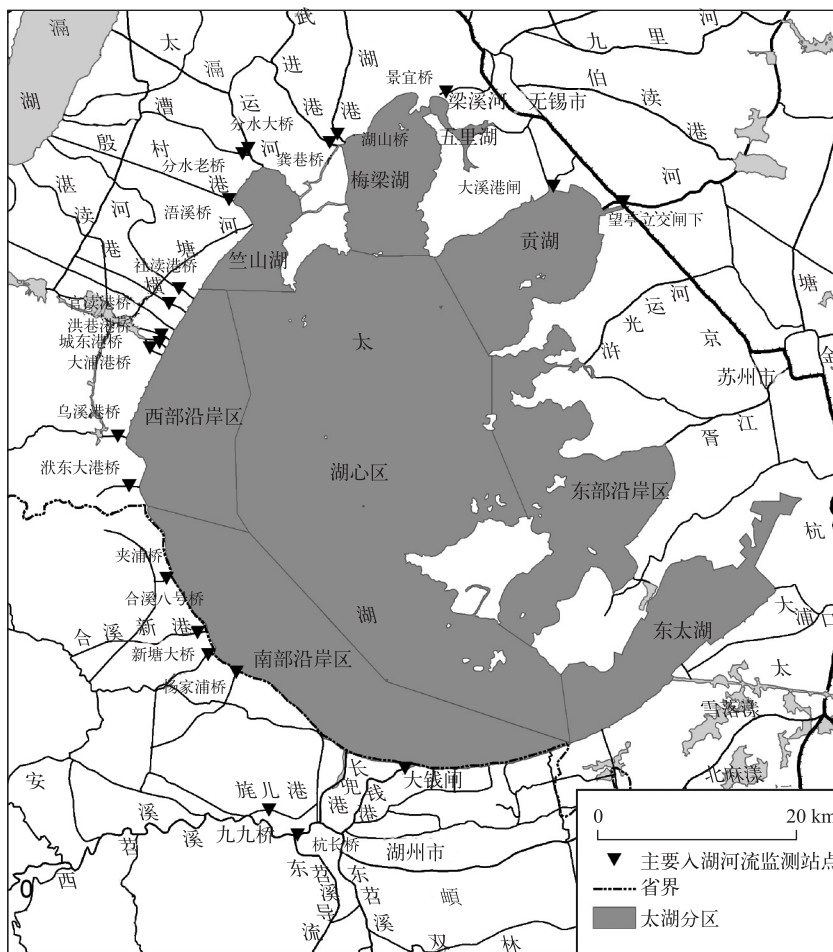 滆
湖
太
滆
运
河
武
进
港
湖
港
漕
殷
村
港
湛
渎
港
河
塘
河
横
景宜桥
梁溪河
无锡市
九里河
伯
渎
港
分水大桥
分水老桥
龚巷桥
湖山桥
五里湖
梅梁湖
大溪港闸
河
望亭立交闸下
浯溪桥
竺山湖
贡湖
社渎港桥
官渎港桥
洪巷港桥
城东港桥
大浦港桥
塘
浒
光
运
河
京
苏州市
金
太
乌溪港桥
西部沿岸区
胥
江
洑东大港桥
湖心区
东部沿岸区
杭
夹浦桥
合溪八号桥
合溪新港
新塘大桥
杨家浦桥
南部沿岸区
湖
东太湖
大
浦
口
太
雪落漾
北麻漾
安
旄儿港
长
兜
港
大钱闸
钱
港
溪
苕
西
溪
九九桥
杭长桥
湖州市
东
苕
溪
导
流
东
苕
溪
頔
双
林
0 20 km
主要入湖河流监测站点
省界
太湖分区